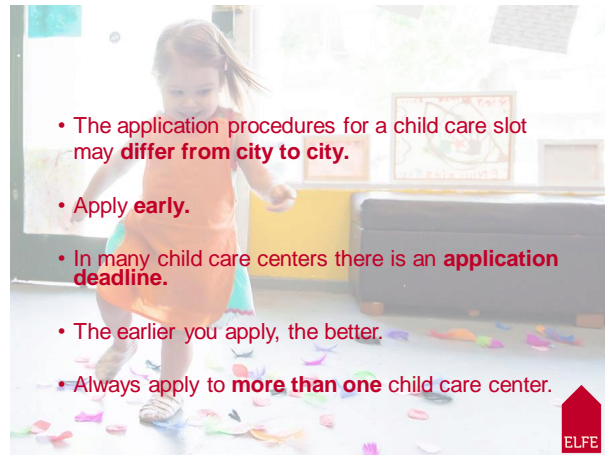 • The application procedures for a child care slot
may differ from city to city.
• Apply early.
• In many child care centers there is an application
deadline.
• The earlier you apply, the better.
• Always apply to more than one child care center.
ELFE